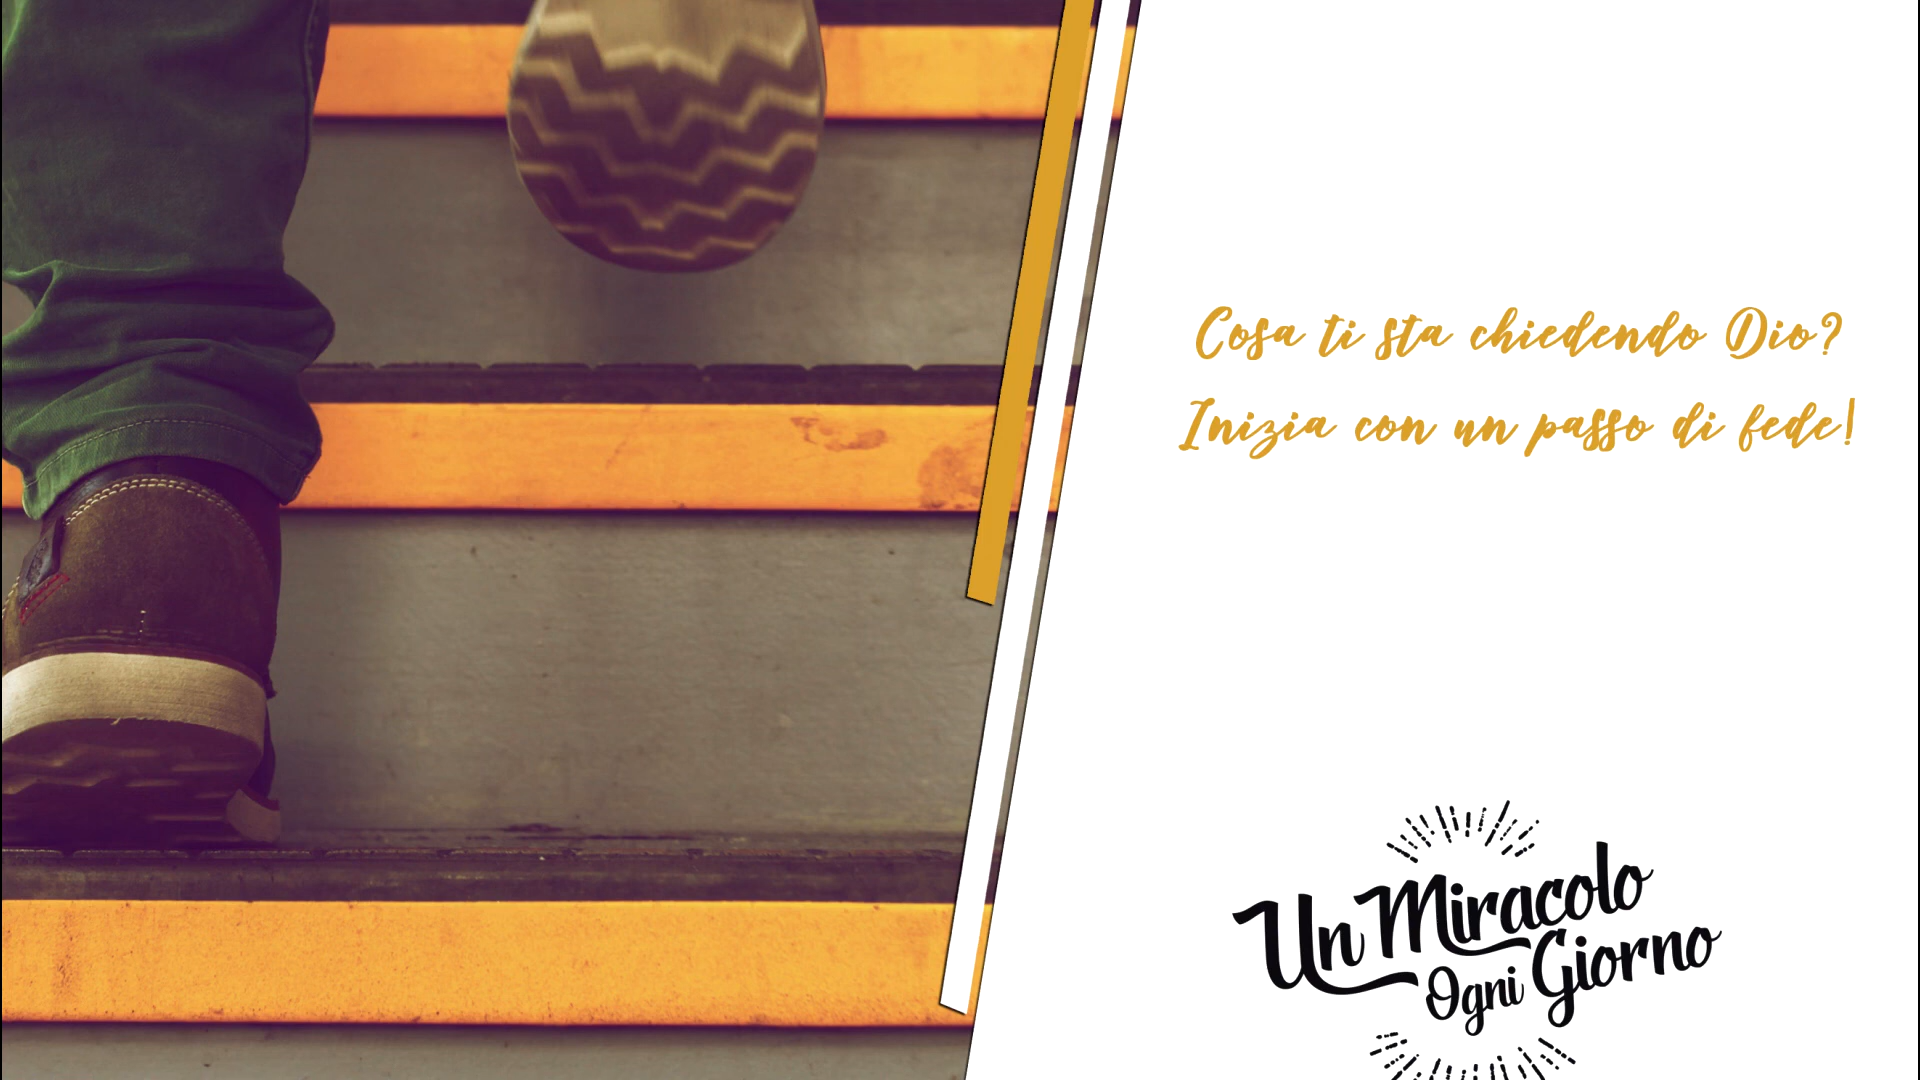 Cosa ti sta chiedendo Dio?
Inizia con un passo di fede!
Un Miracolo
Ogni Giorno